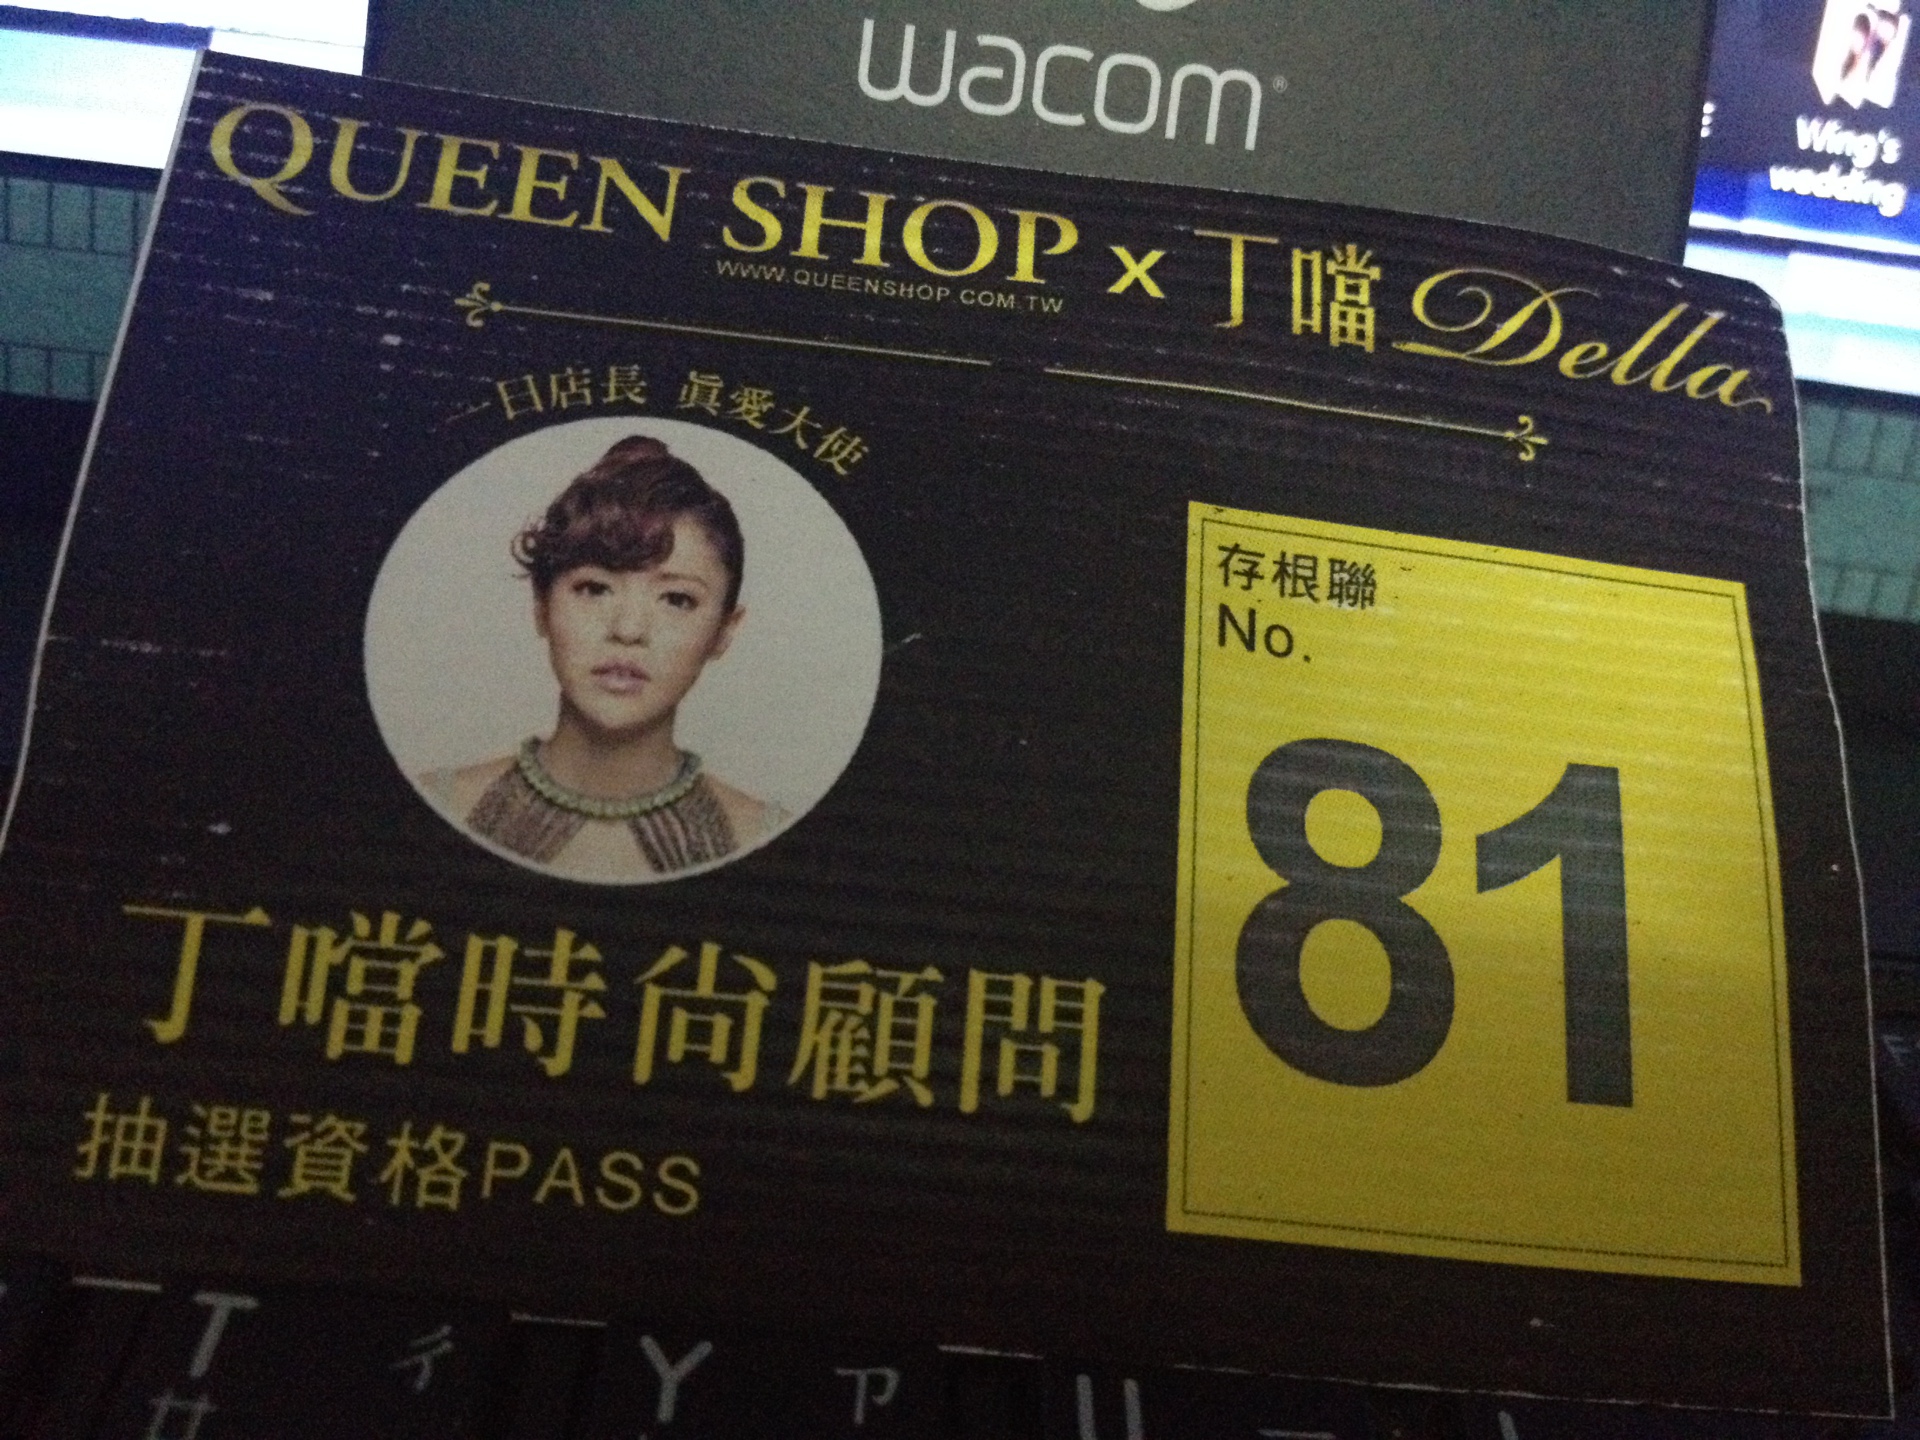 wacom
Wing's
wedding
QUEEN SHOP x 丁噹 Della
WWW.QUEENSHOP.COM.TW
一日店長 眞愛大使
存根聯
No.
81
丁噹時尚顧問
抽選資格PASS
T ㄔ Y ㄗ U